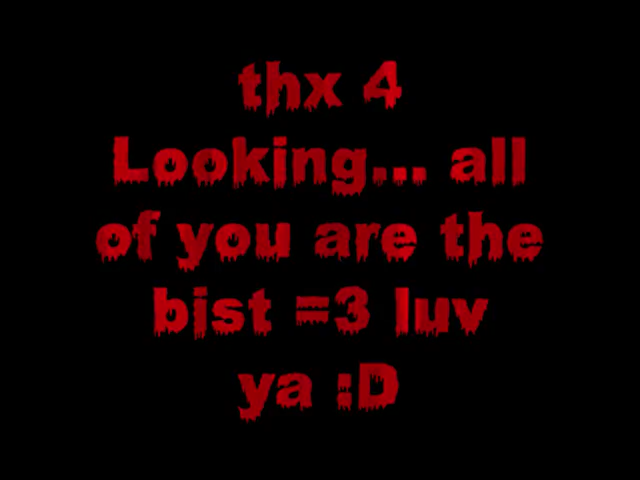 thx 4
Looking... all
of you are the
bist =3 luv
ya :D